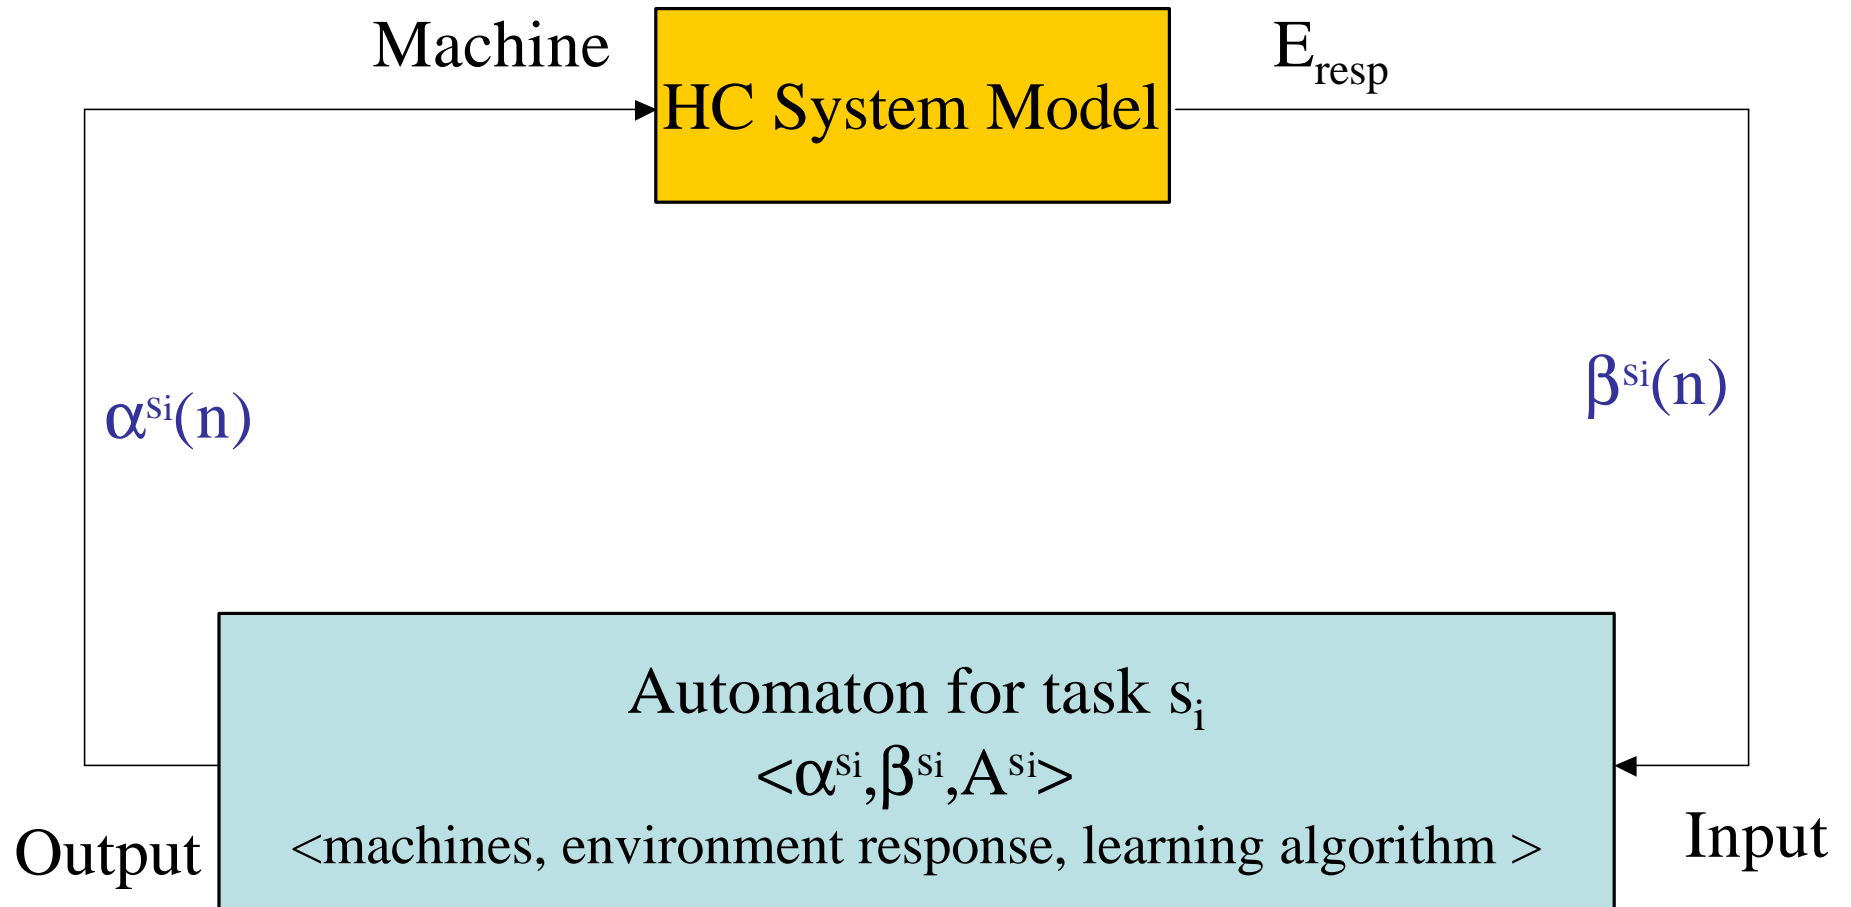 Machine
HC System Model
E_resp
α^si(n)
β^si(n)
Automaton for task s_i
<α^si,β^si,A^si>
<machines, environment response, learning algorithm >
Output
Input